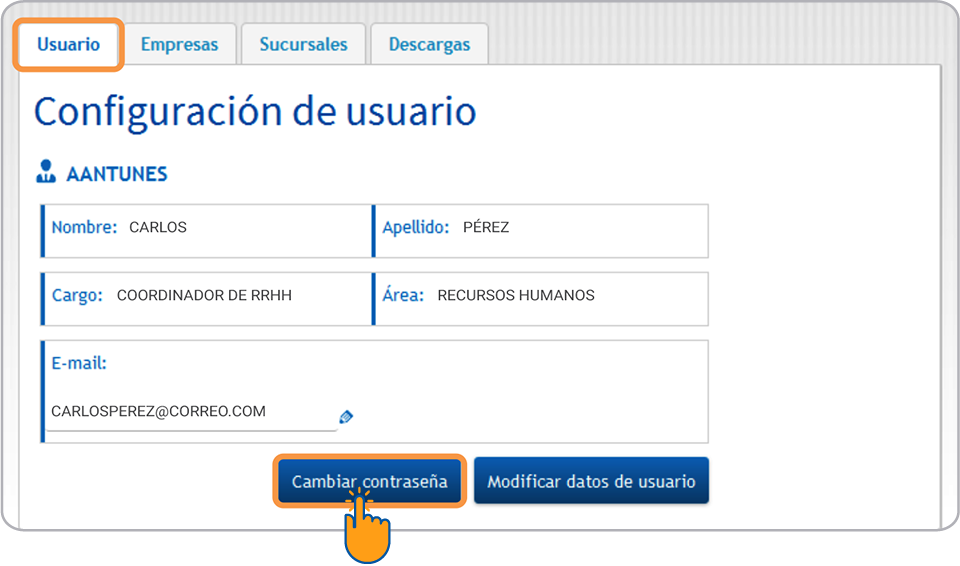 Usuario Empresas Sucursales Descargas
Configuración de usuario
AANTUNES
Nombre: CARLOS Apellido: PÉREZ
Cargo: COORDINADOR DE RRHH Área: RECURSOS HUMANOS
E-mail:
CARLOSPEREZ@CORREO.COM
Cambiar contraseña Modificar datos de usuario